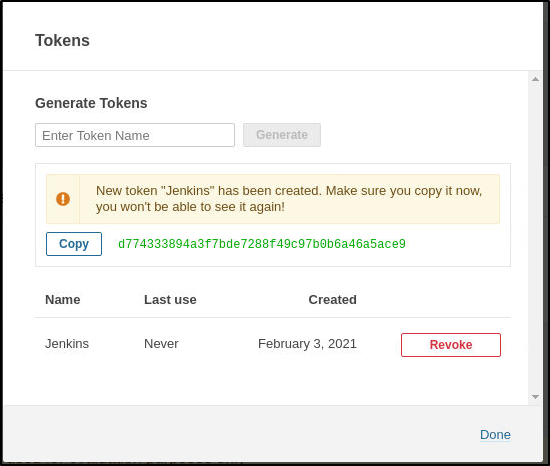 Tokens
Generate Tokens
Enter Token Name
Generate
New token "Jenkins" has been created. Make sure you copy it now,
you won't be able to see it again!
Copy d774333894a3f7bde7288f49c97b0b6a46a5ace9
Name Last use Created
Jenkins Never February 3, 2021 Revoke
Done